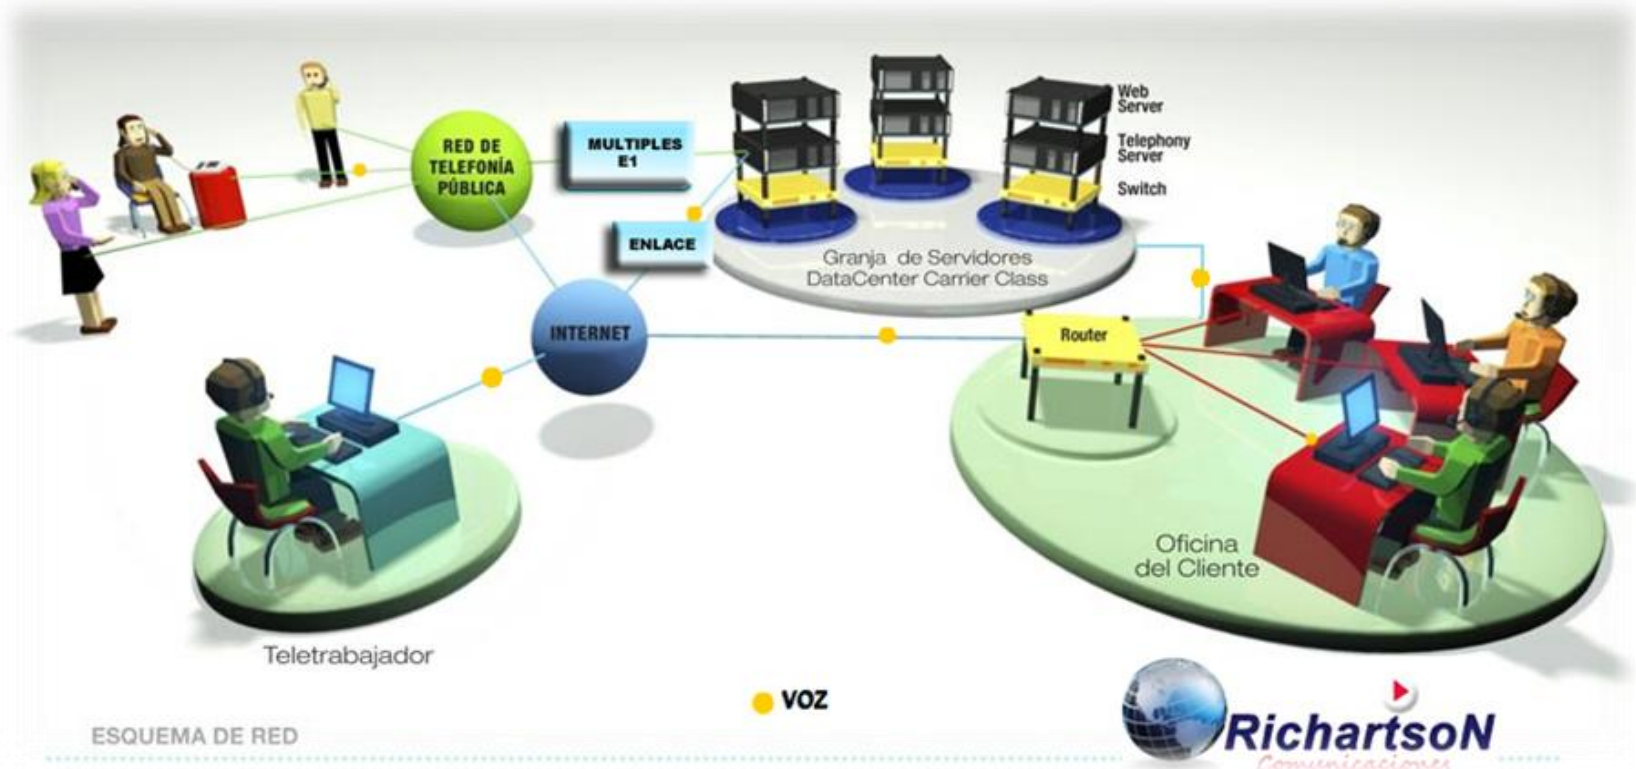 RED DE
TELEFONÍA
PÚBLICA
MULTIPLES
E1
ENLACE
INTERNET
Web
Server
Telephony
Server
Switch
Granja de Servidores
DataCenter Carrier Class
Router
Oficina
del Cliente
Teletrabajador
VOZ
ESQUEMA DE RED
RichartsoN
Comunicaciones